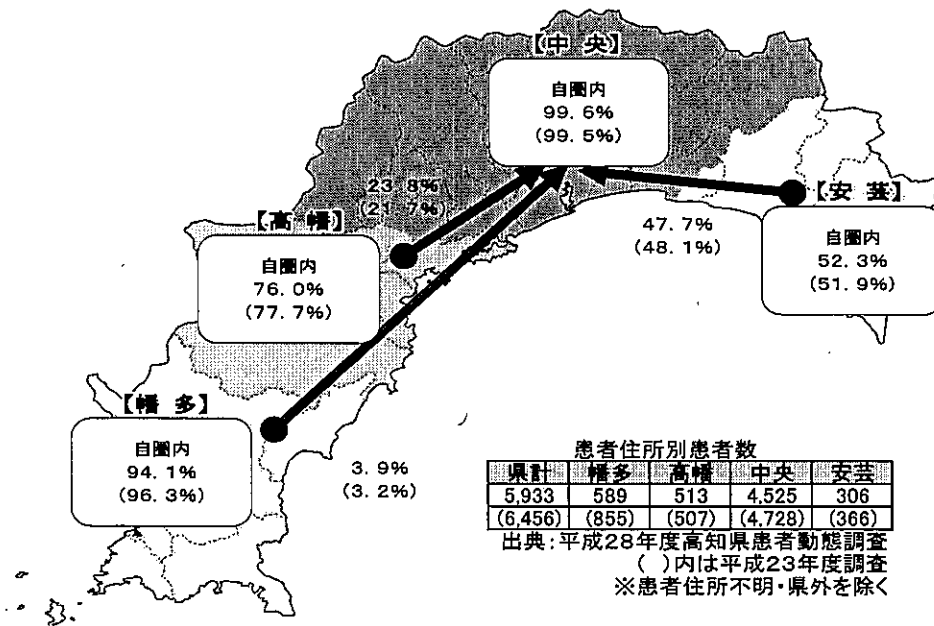 【中 央】
自圏内
99.6%
(99.5%)
23.8%
(21.7%)
【高 幡】
自圏内
76.0%
(77.7%)
【安 芸】
自圏内
52.3%
(51.9%)
47.7%
(48.1%)
【幡 多】
自圏内
94.1%
(96.3%)
3.9%
(3.2%)
患者住所別患者数
県計 幡多 高幡 中央 安芸
5,933 589 513 4,525 306
(6,456) (855) (507) (4,728) (366)
出典:平成28年度高知県患者動態調査
( )内は平成23年度調査
※患者住所不明・県外を除く